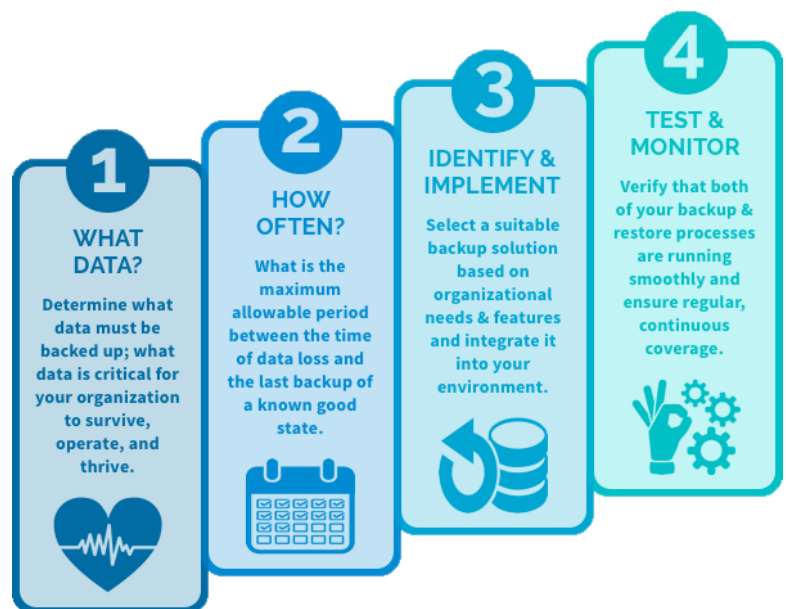 1
WHAT
DATA?
Determine what
data must be
backed up; what
data is critical for
your organization
to survive,
operate, and
thrive.
2
HOW
OFTEN?
What is the
maximum
allowable period
between the time
of data loss and
the last backup of
a known good
state.
3
IDENTIFY &
IMPLEMENT
Select a suitable
backup solution
based on
organizational
needs & features
and integrate it
into your
environment.
4
TEST &
MONITOR
Verify that both
of your backup &
restore processes
are running
smoothly and
ensure regular,
continuous
coverage.